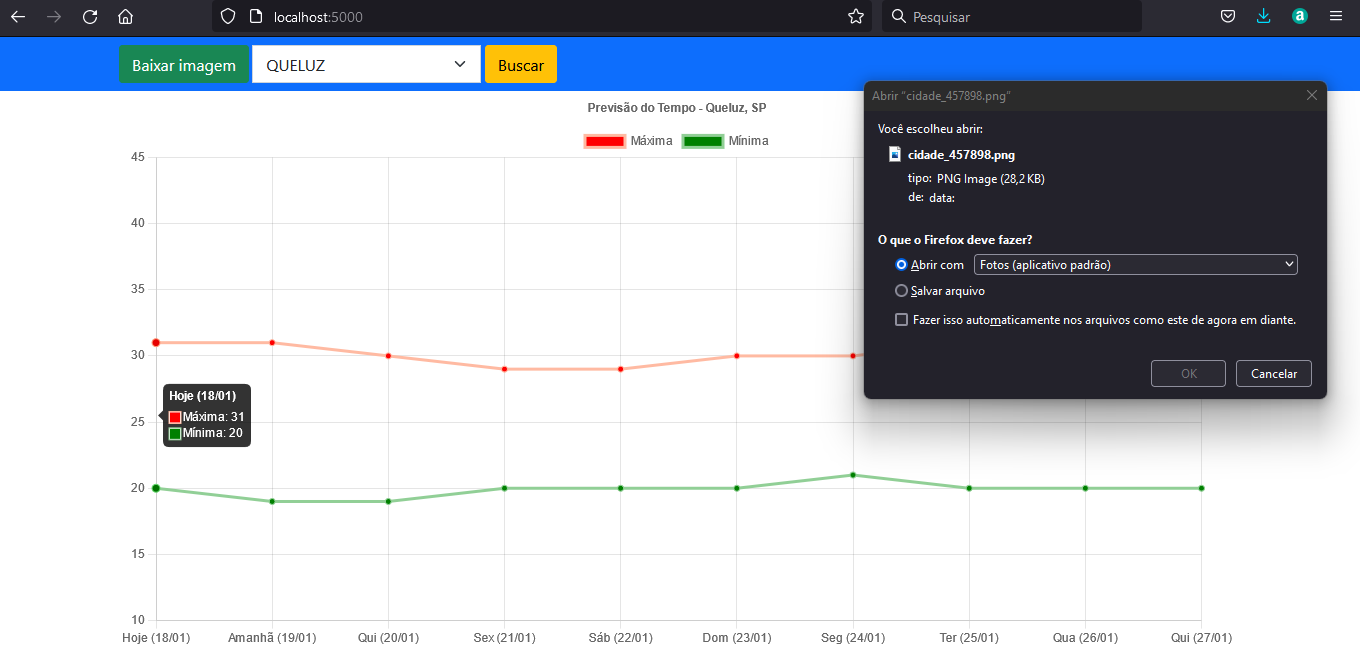 localhost:5000
Pesquisar
a
Baixar imagem
QUELUZ
Buscar
Previsão do Tempo - Queluz, SP
Máxima
Mínima
45
40
35
30
25
20
15
10
Hoje (18/01)
Máxima: 31
Mínima: 20
Hoje (18/01)
Amanhã (19/01)
Qui (20/01)
Sex (21/01)
Sáb (22/01)
Dom (23/01)
Seg (24/01)
Ter (25/01)
Qua (26/01)
Qui (27/01)
Abrir "cidade_457898.png"
Você escolheu abrir:
cidade_457898.png
tipo: PNG Image (28,2 KB)
de: data:
O que o Firefox deve fazer?
Abrir com
Fotos (aplicativo padrão)
Salvar arquivo
Fazer isso automaticamente nos arquivos como este de agora em diante.
OK
Cancelar